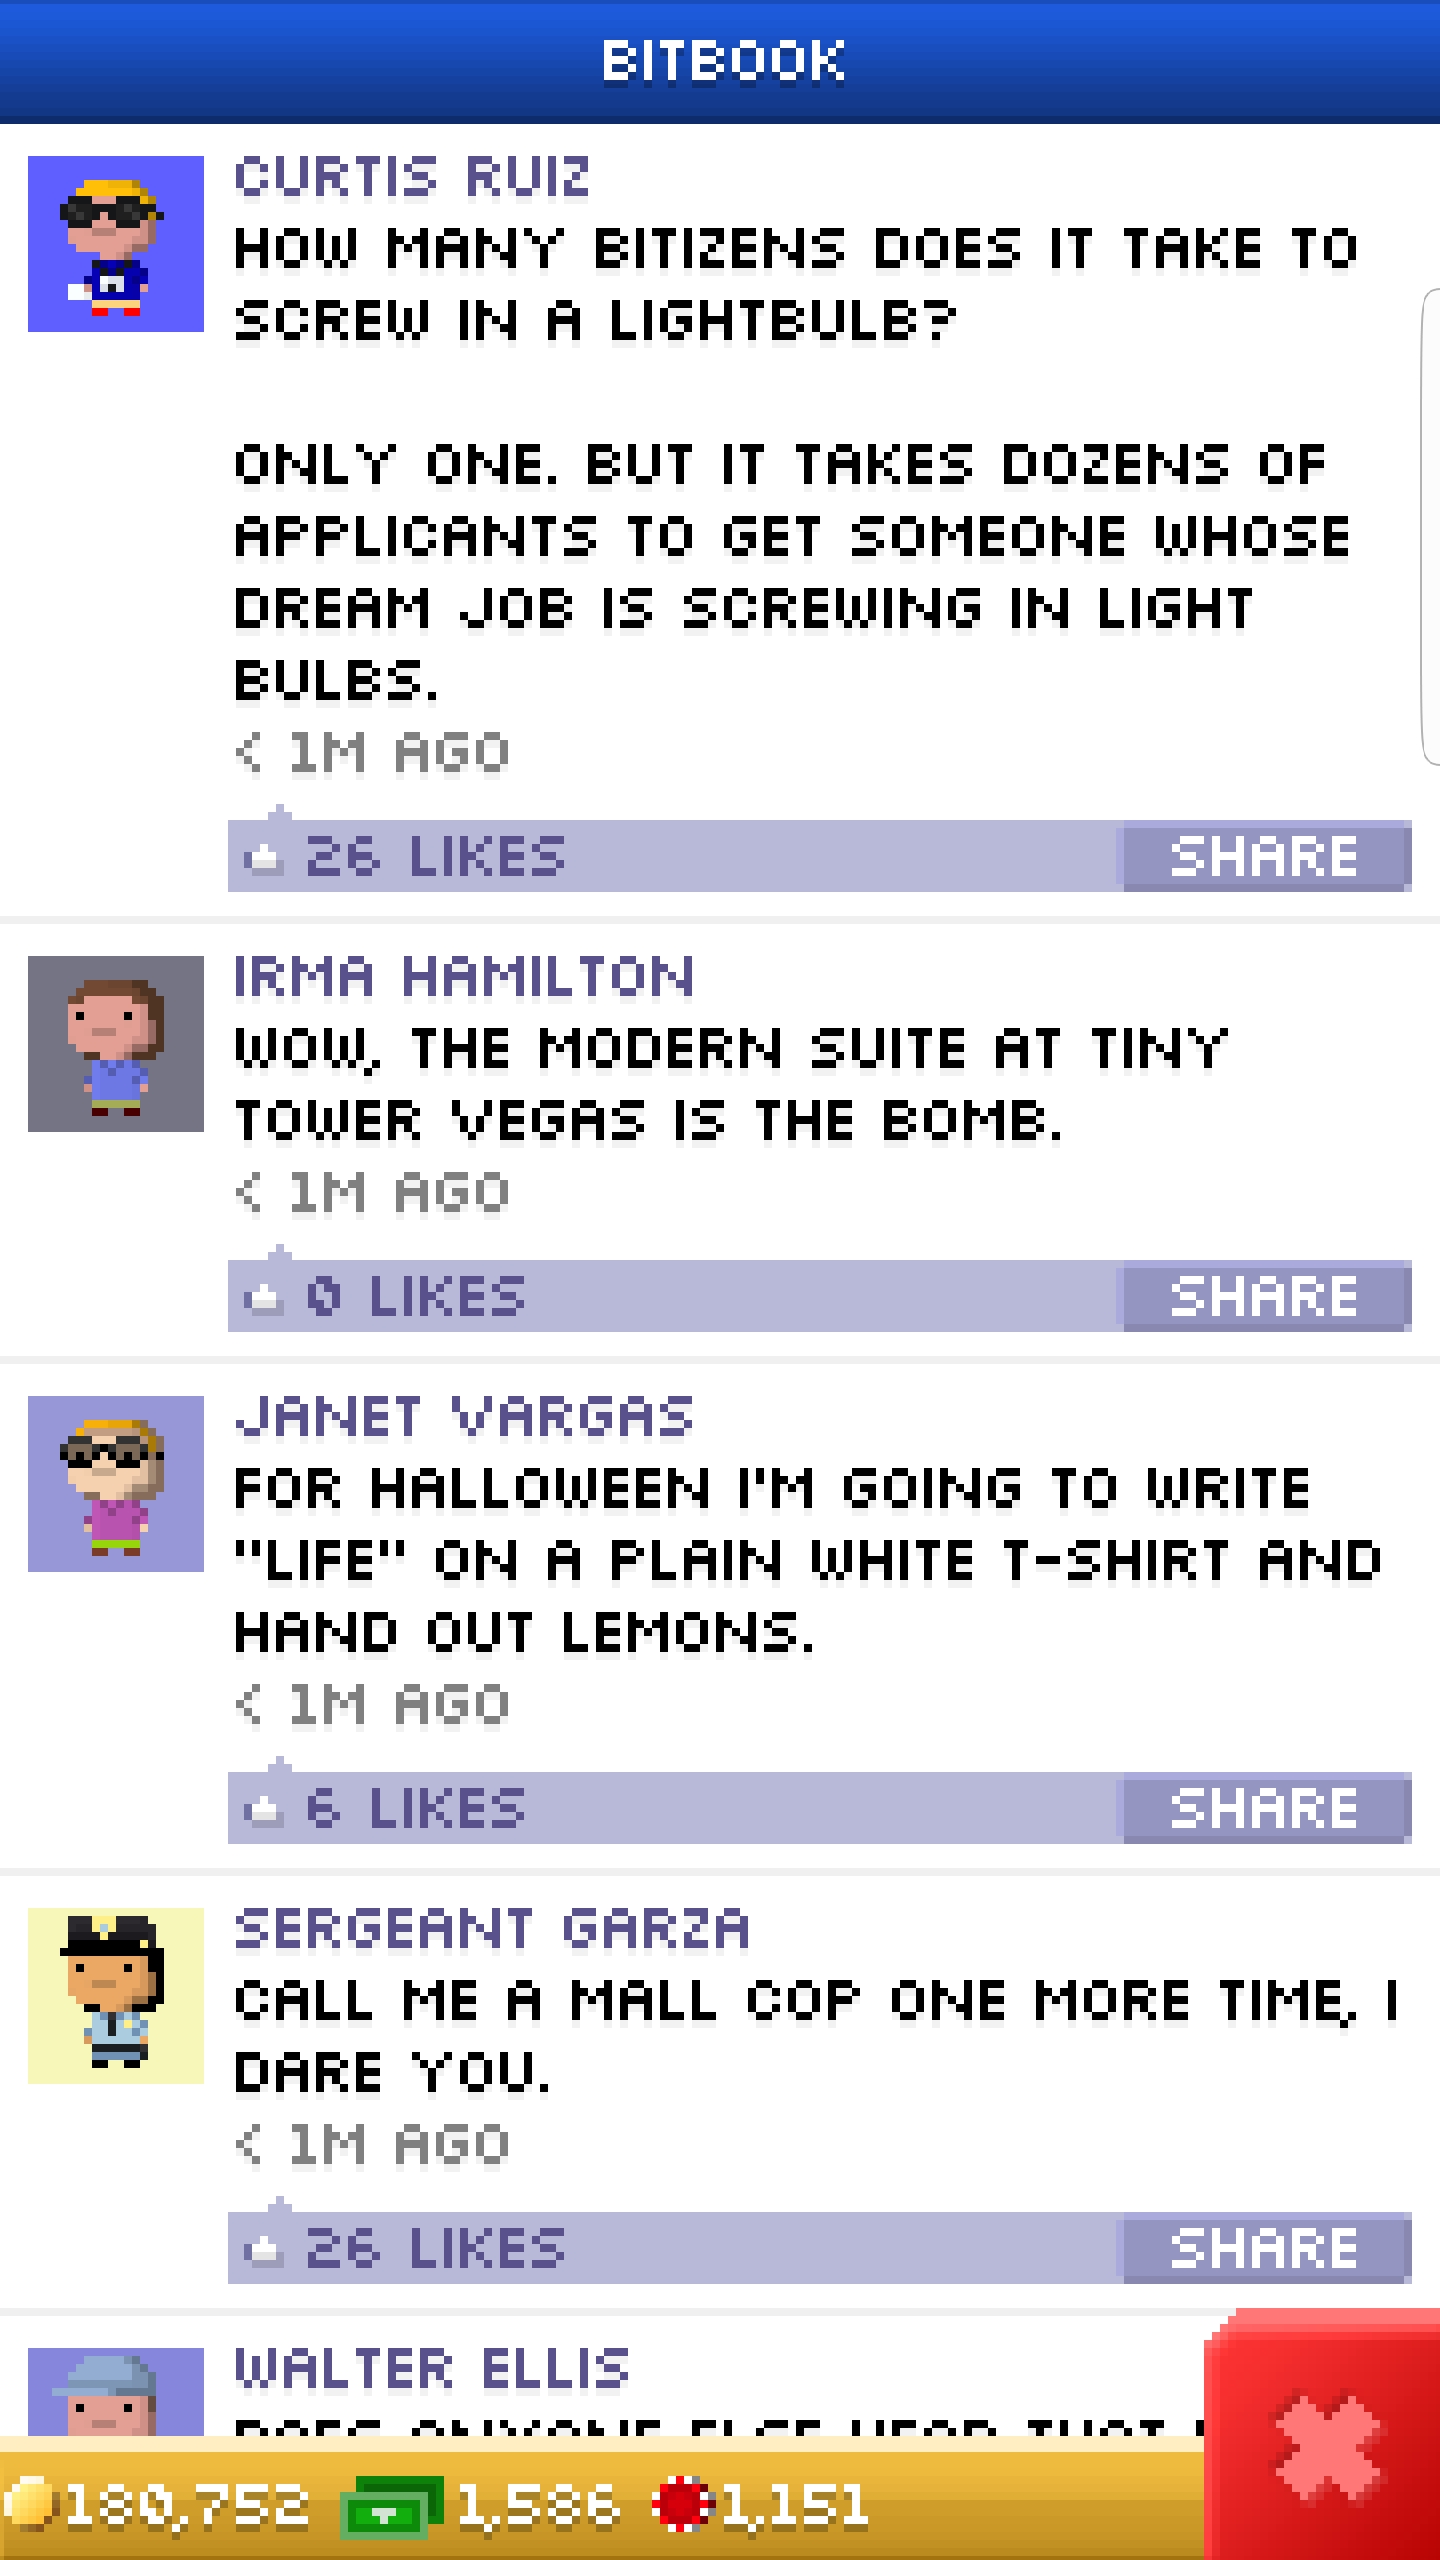 BITBOOK
CURTIS RUIZ
HOW MANY BITIZENS DOES IT TAKE TO
SCREW IN A LIGHTBULB?
ONLY ONE. BUT IT TAKES DOZENS OF
APPLICANTS TO GET SOMEONE WHOSE
DREAM JOB IS SCREWING IN LIGHT
BULBS.
< 1M AGO
26 LIKES SHARE
IRMA HAMILTON
WOW, THE MODERN SUITE AT TINY
TOWER VEGAS IS THE BOMB.
< 1M AGO
0 LIKES SHARE
JANET VARGAS
FOR HALLOWEEN I'M GOING TO WRITE
"LIFE" ON A PLAIN WHITE T-SHIRT AND
HAND OUT LEMONS.
< 1M AGO
6 LIKES SHARE
SERGEANT GARZA
CALL ME A MALL COP ONE MORE TIME, I
DARE YOU.
< 1M AGO
26 LIKES SHARE
WALTER ELLIS
DOES ANYONE ELSE HEAR THAT
180,752 1,586 1,151